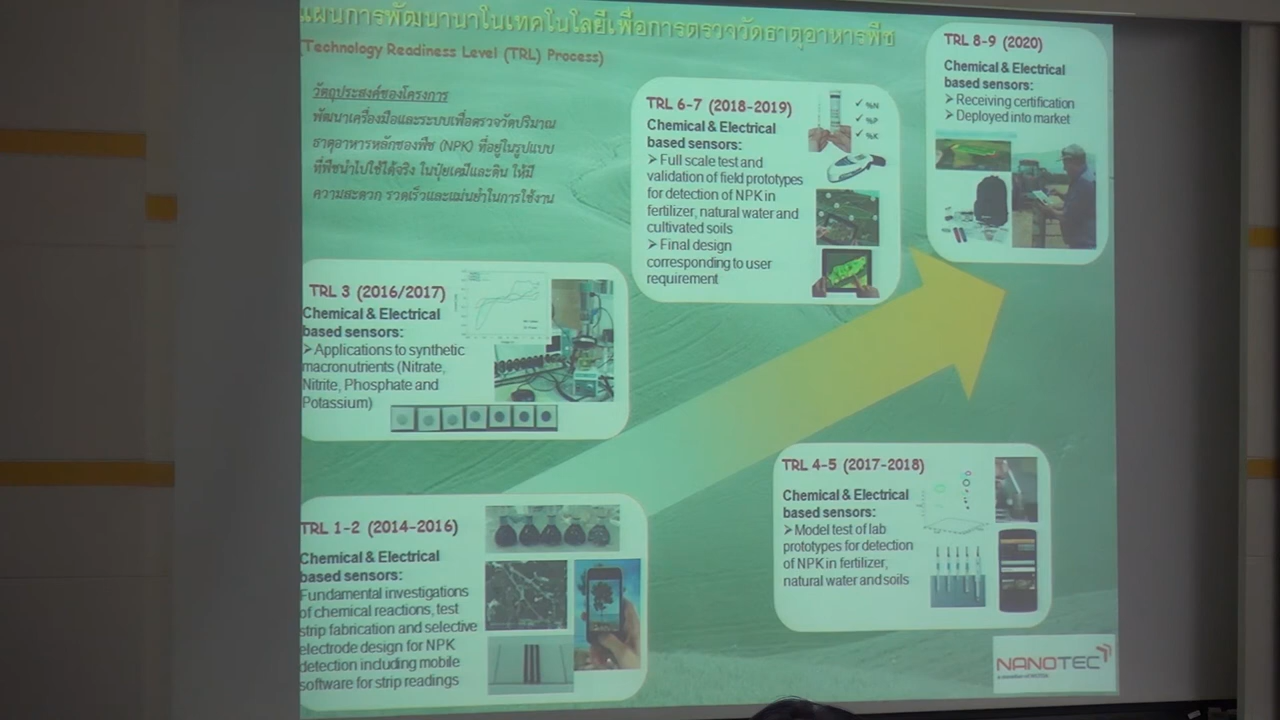 แผนการพัฒนานาโนเทคโนโลยีเพื่อการตรวจวัดธาตุอาหารพืช
(Technology Readiness Level (TRL) Process)
วัตถุประสงค์ของโครงการ
พัฒนาเครื่องมือและระบบเพื่อตรวจวัดปริมาณ
ธาตุอาหารหลักของพืช (NPK) ที่อยู่ในรูปแบบ
ที่พืชนำไปใช้ได้จริง ในปุ๋ยเคมีและดิน ให้มี
ความสะดวก รวดเร็วและแม่นยำในการใช้งาน
TRL 8-9 (2020)
Chemical & Electrical
based sensors:
➢ Receiving certification
➢ Deployed into market
TRL 6-7 (2018-2019)
Chemical & Electrical
based sensors:
➢ Full scale test and
validation of field prototypes
for detection of NPK in
fertilizer, natural water and
cultivated soils
➢ Final design
corresponding to user
requirement
✓ %N
✓ %P
✓ %K
TRL 3 (2016/2017)
Chemical & Electrical
based sensors:
➢ Applications to synthetic
macronutrients (Nitrate,
Nitrite, Phosphate and
Potassium)
TRL 4-5 (2017-2018)
Chemical & Electrical
based sensors:
➢ Model test of lab
prototypes for detection
of NPK in fertilizer,
natural water and soils
TRL 1-2 (2014-2016)
Chemical & Electrical
based sensors:
Fundamental investigations
of chemical reactions, test
strip fabrication and selective
electrode design for NPK
detection including mobile
software for strip readings
NANOTEC
a member of NSTDA